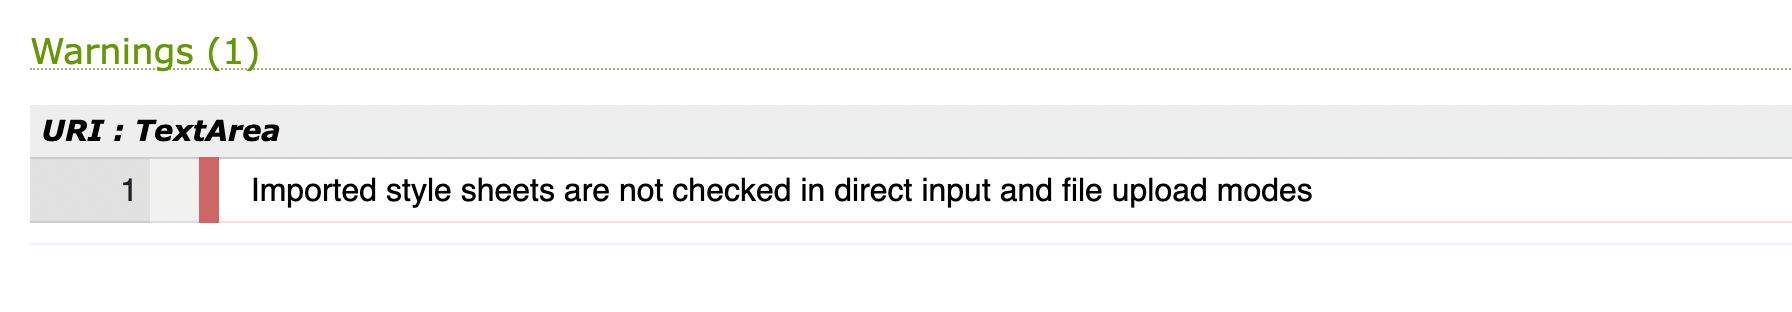 Warnings (1)
URI : TextArea
1 Imported style sheets are not checked in direct input and file upload modes